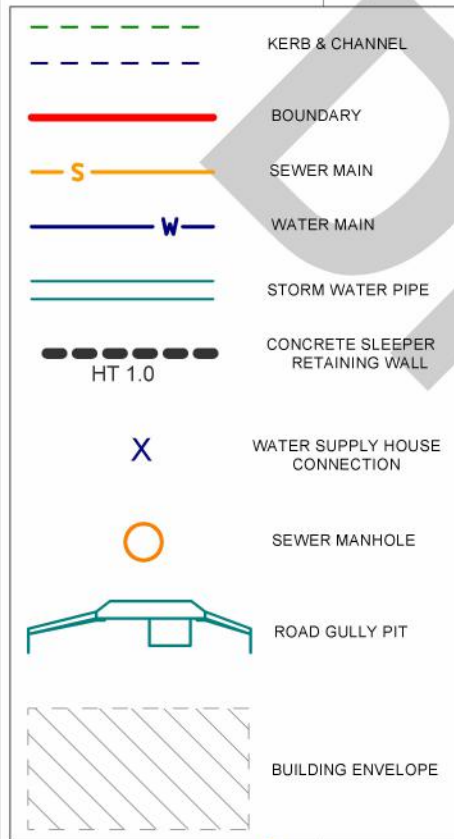 KERB & CHANNEL
BOUNDARY
S
SEWER MAIN
W
WATER MAIN
STORM WATER PIPE
HT 1.0
CONCRETE SLEEPER
RETAINING WALL
X
WATER SUPPLY HOUSE
CONNECTION
SEWER MANHOLE
ROAD GULLY PIT
BUILDING ENVELOPE